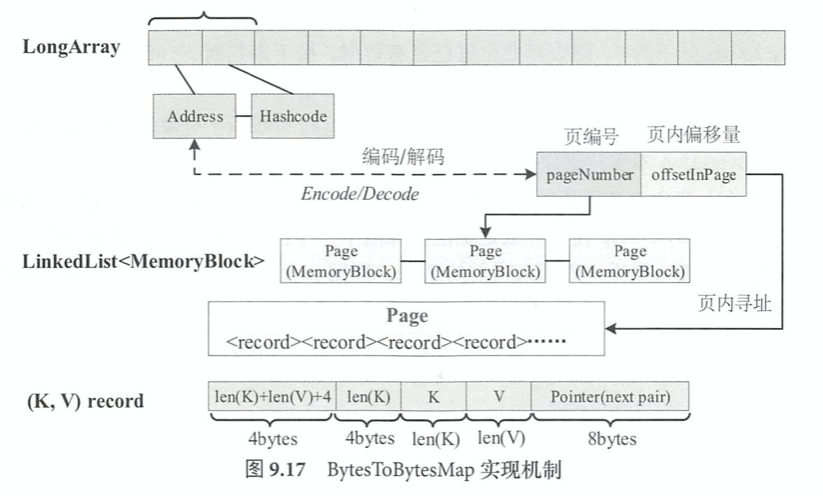 LongArray
Address
Hashcode
编码/解码
Encode/Decode
页编号
页内偏移量
pageNumber
offsetInPage
LinkedList<MemoryBlock>
Page
(MemoryBlock)
Page
(MemoryBlock)
Page
(MemoryBlock)
页内寻址
Page
<record><record><record><record>······
(K, V) record
len(K)+len(V)+4
len(K)
K
V
Pointer(next pair)
4bytes
4bytes
len(K)
len(V)
8bytes
图 9.17 BytesToBytesMap 实现机制